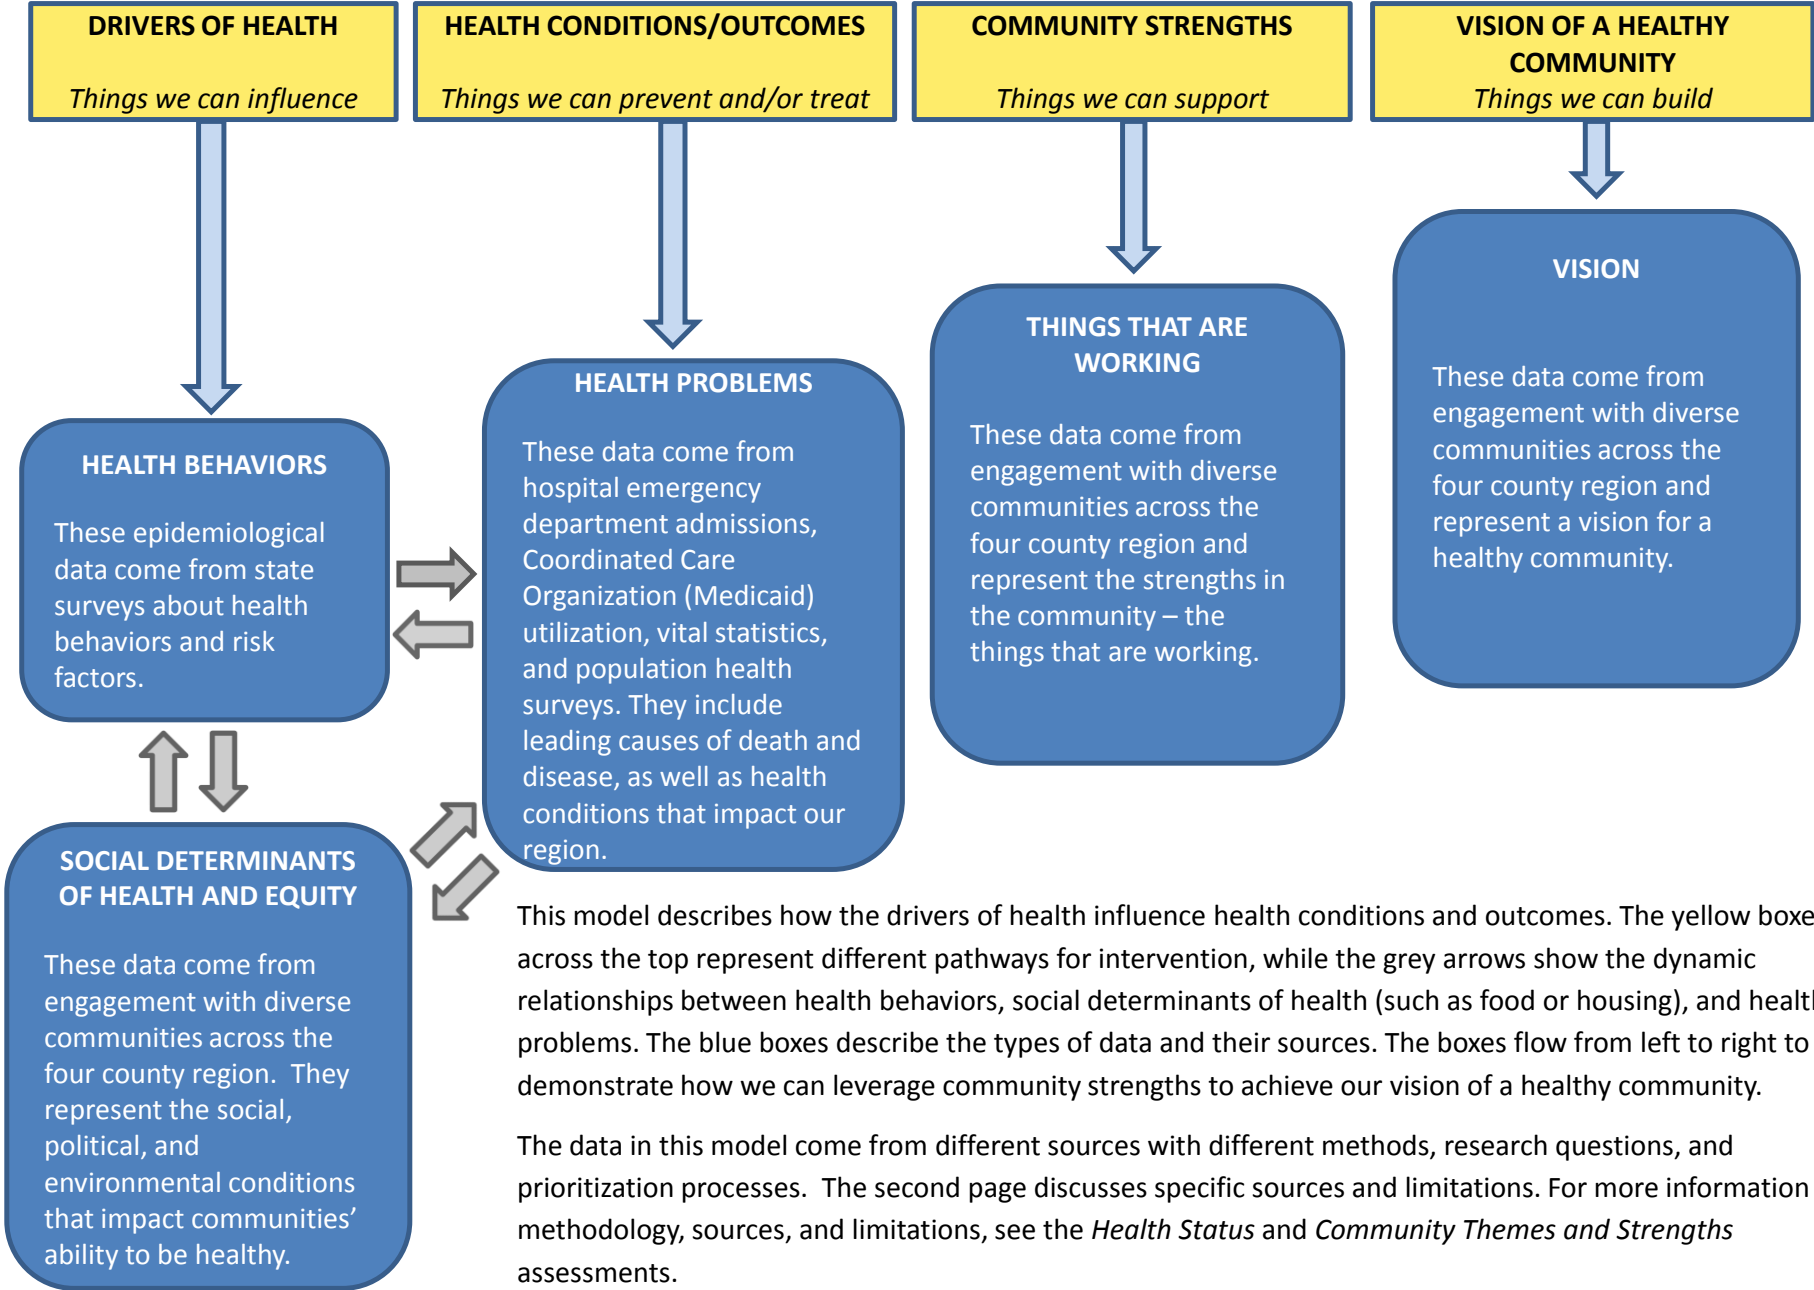 DRIVERS OF HEALTH
Things we can influence
HEALTH CONDITIONS/OUTCOMES
Things we can prevent and/or treat
COMMUNITY STRENGTHS
Things we can support
VISION OF A HEALTHY
COMMUNITY
Things we can build
HEALTH BEHAVIORS
These epidemiological
data come from state
surveys about health
behaviors and risk
factors.
SOCIAL DETERMINANTS
OF HEALTH AND EQUITY
These data come from
engagement with diverse
communities across the
four county region.  They
represent the social,
political, and
environmental conditions
that impact communities’
ability to be healthy.
HEALTH PROBLEMS
These data come from
hospital emergency
department admissions,
Coordinated Care
Organization (Medicaid)
utilization, vital statistics,
and population health
surveys. They include
leading causes of death and
disease, as well as health
conditions that impact our
region.
THINGS THAT ARE
WORKING
These data come from
engagement with diverse
communities across the
four county region and
represent the strengths in
the community – the
things that are working.
VISION
These data come from
engagement with diverse
communities across the
four county region and
represent a vision for a
healthy community.
This model describes how the drivers of health influence health conditions and outcomes. The yellow boxe
across the top represent different pathways for intervention, while the grey arrows show the dynamic
relationships between health behaviors, social determinants of health (such as food or housing), and health
problems. The blue boxes describe the types of data and their sources. The boxes flow from left to right to
demonstrate how we can leverage community strengths to achieve our vision of a healthy community.
The data in this model come from different sources with different methods, research questions, and
prioritization processes.  The second page discusses specific sources and limitations. For more information
methodology, sources, and limitations, see the Health Status and Community Themes and Strengths
assessments.